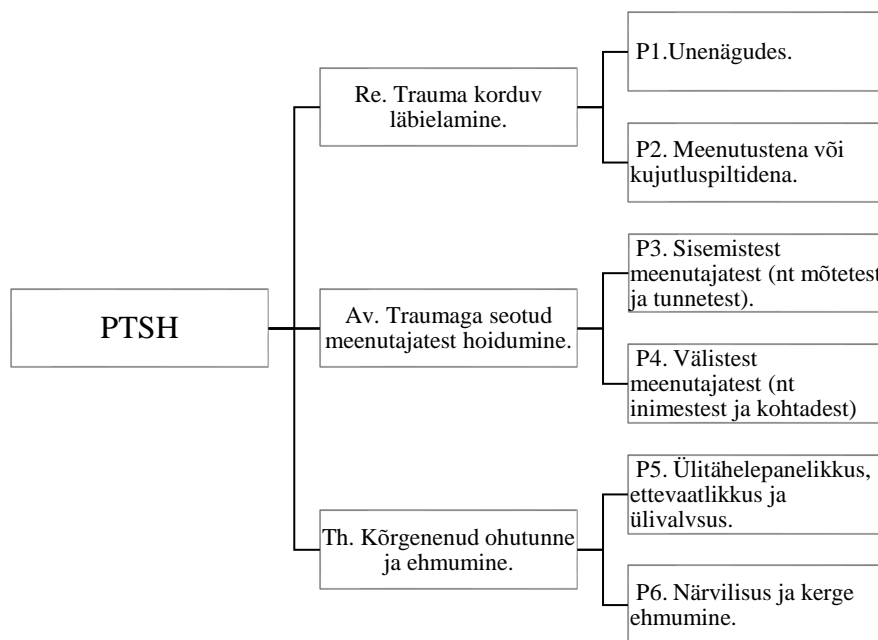 PTSH
Re. Trauma korduv
läbielamine.
P1.Unenägudes.
P2. Meenutustena või
kujutluspiltidena.
Av. Traumaga seotud
meenutajatest hoidumine.
P3. Sisemistest
meenutajatest (nt mõtetest
ja tunnetest).
P4. Välistest
meenutajatest (nt
inimestest ja kohtadest)
Th. Kõrgenenud ohutunne
ja ehmumine.
P5. Ülitähelepanelikkus,
ettevaatlikkus ja
ülivalvsus.
P6. Närvilisus ja kerge
ehmumine.